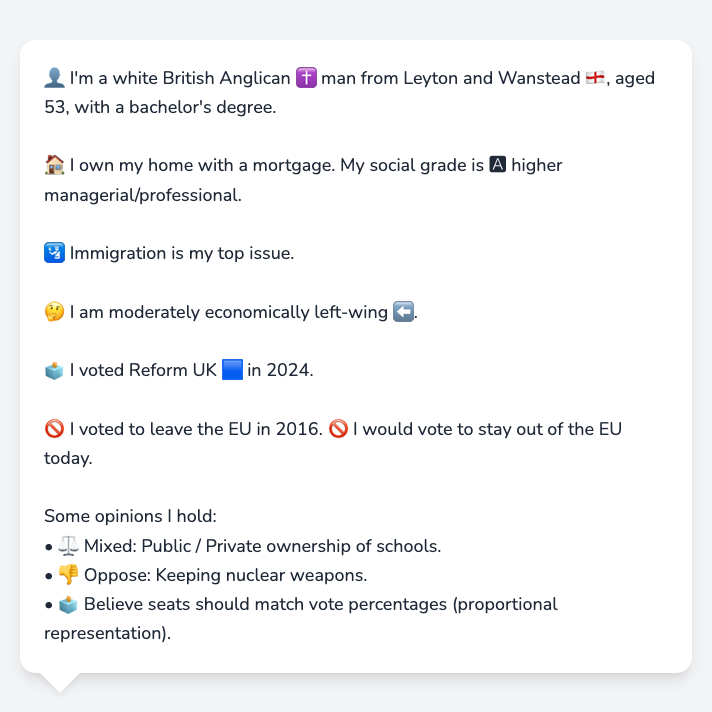 👤 I'm a white British Anglican ✝️ man from Leyton and Wanstead 🏴󠁧󠁢󠁥󠁮󠁧󠁿, aged
53, with a bachelor's degree.
🏠 I own my home with a mortgage. My social grade is 🅰 higher
managerial/professional.
🛂 Immigration is my top issue.
🤔 I am moderately economically left-wing ⬅️.
🗳️ I voted Reform UK 🟦 in 2024.
🚫 I voted to leave the EU in 2016. 🚫 I would vote to stay out of the EU
today.
Some opinions I hold:
• ⚖️ Mixed: Public / Private ownership of schools.
• 👎 Oppose: Keeping nuclear weapons.
• 🗳️ Believe seats should match vote percentages (proportional
representation).